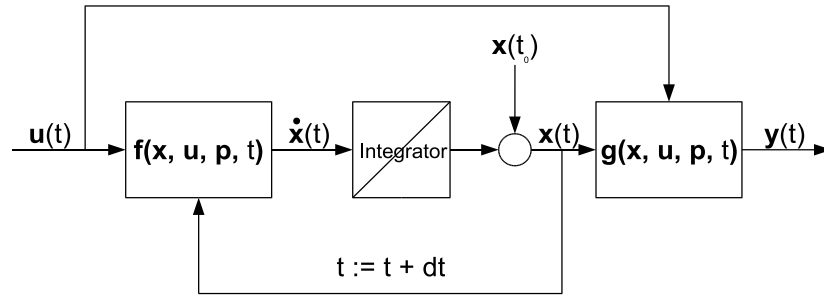 x(t₀)
u(t)
f(x, u, p, t)
ẋ(t)
Integrator
x(t)
g(x, u, p, t)
y(t)
t := t + dt